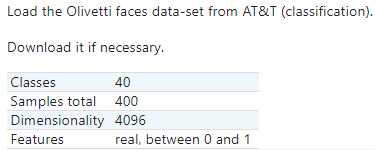 Load the Olivetti faces data-set from AT&T (classification).
Download it if necessary.
Classes 40
Samples total 400
Dimensionality 4096
Features real, between 0 and 1